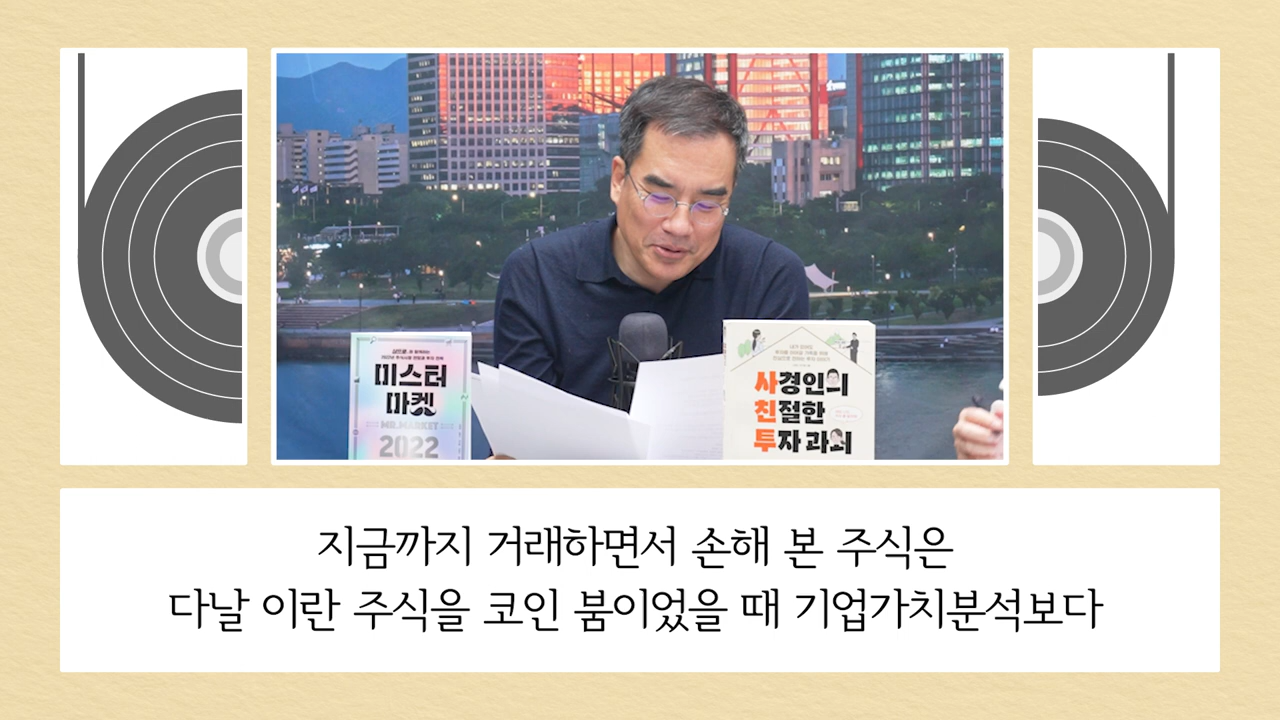 미스터
마켓
MR.MARKET
2022
사경인의
친절한
투자 과외
지금까지 거래하면서 손해 본 주식은
다날 이란 주식을 코인 붐이었을 때 기업가치분석보다